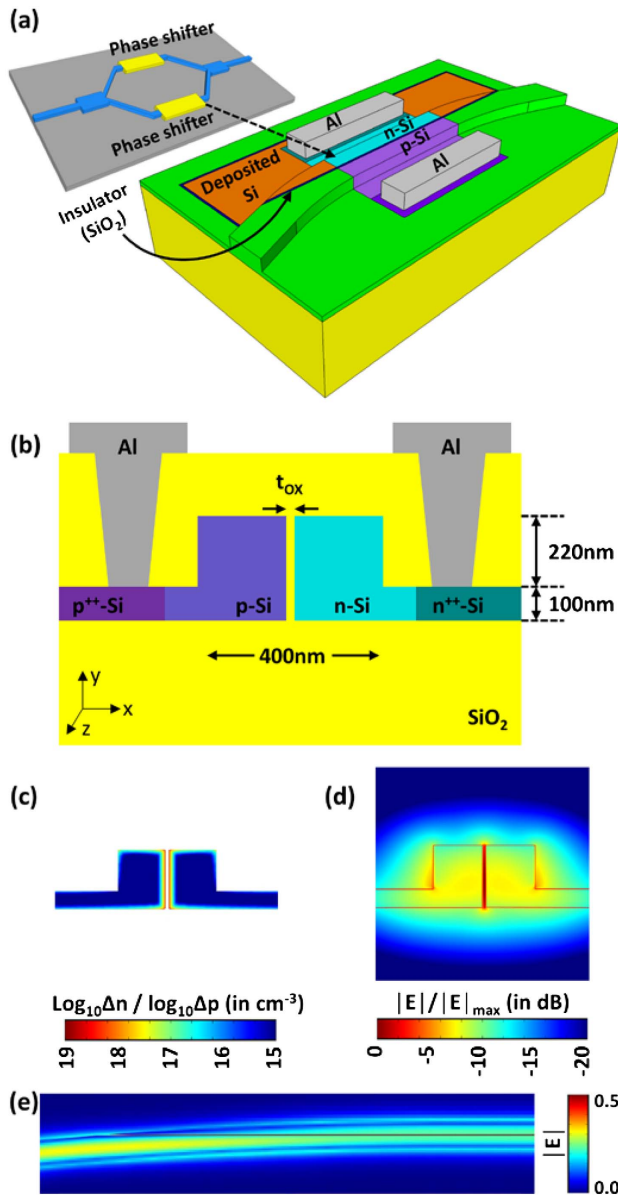 (a)
Phase shifter
Phase shifter
Al
n-Si
p-Si
Al
Deposited
Si
Insulator
(SiO₂)
(b)
Al
Al
tOX
220nm
p⁺⁺-Si
p-Si
n-Si
n⁺⁺-Si
100nm
400nm
y
x
z
SiO₂
(c)
(d)
Log₁₀Δn / log₁₀Δp (in cm⁻³)
19
18
17
16
15
|E|/|E|max (in dB)
0
-5
-10
-15
-20
(e)
0.5
|E|
0.0